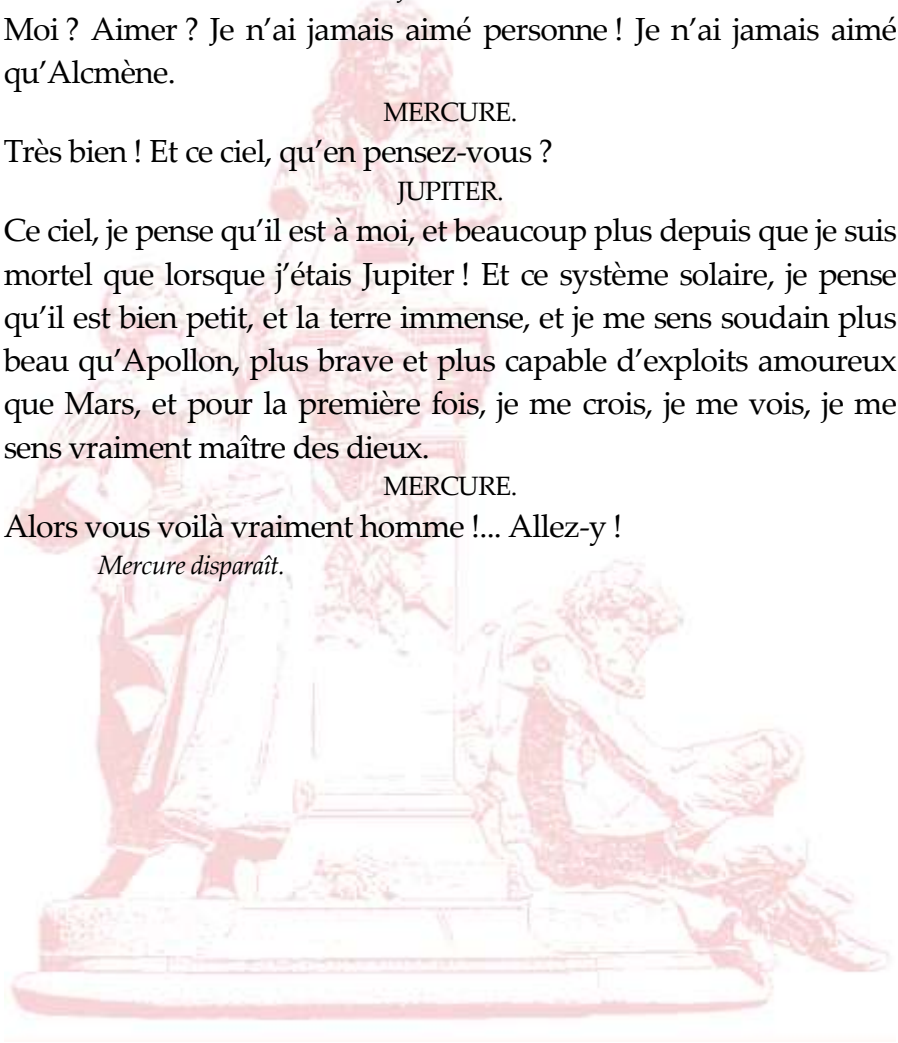 Moi ? Aimer ? Je n’ai jamais aimé personne ! Je n’ai jamais aimé
qu’Alcmène.
MERCURE.
Très bien ! Et ce ciel, qu’en pensez-vous ?
JUPITER.
Ce ciel, je pense qu’il est à moi, et beaucoup plus depuis que je suis
mortel que lorsque j’étais Jupiter ! Et ce système solaire, je pense
qu’il est bien petit, et la terre immense, et je me sens soudain plus
beau qu’Apollon, plus brave et plus capable d’exploits amoureux
que Mars, et pour la première fois, je me crois, je me vois, je me
sens vraiment maître des dieux.
MERCURE.
Alors vous voilà vraiment homme !... Allez-y !
Mercure disparaît.